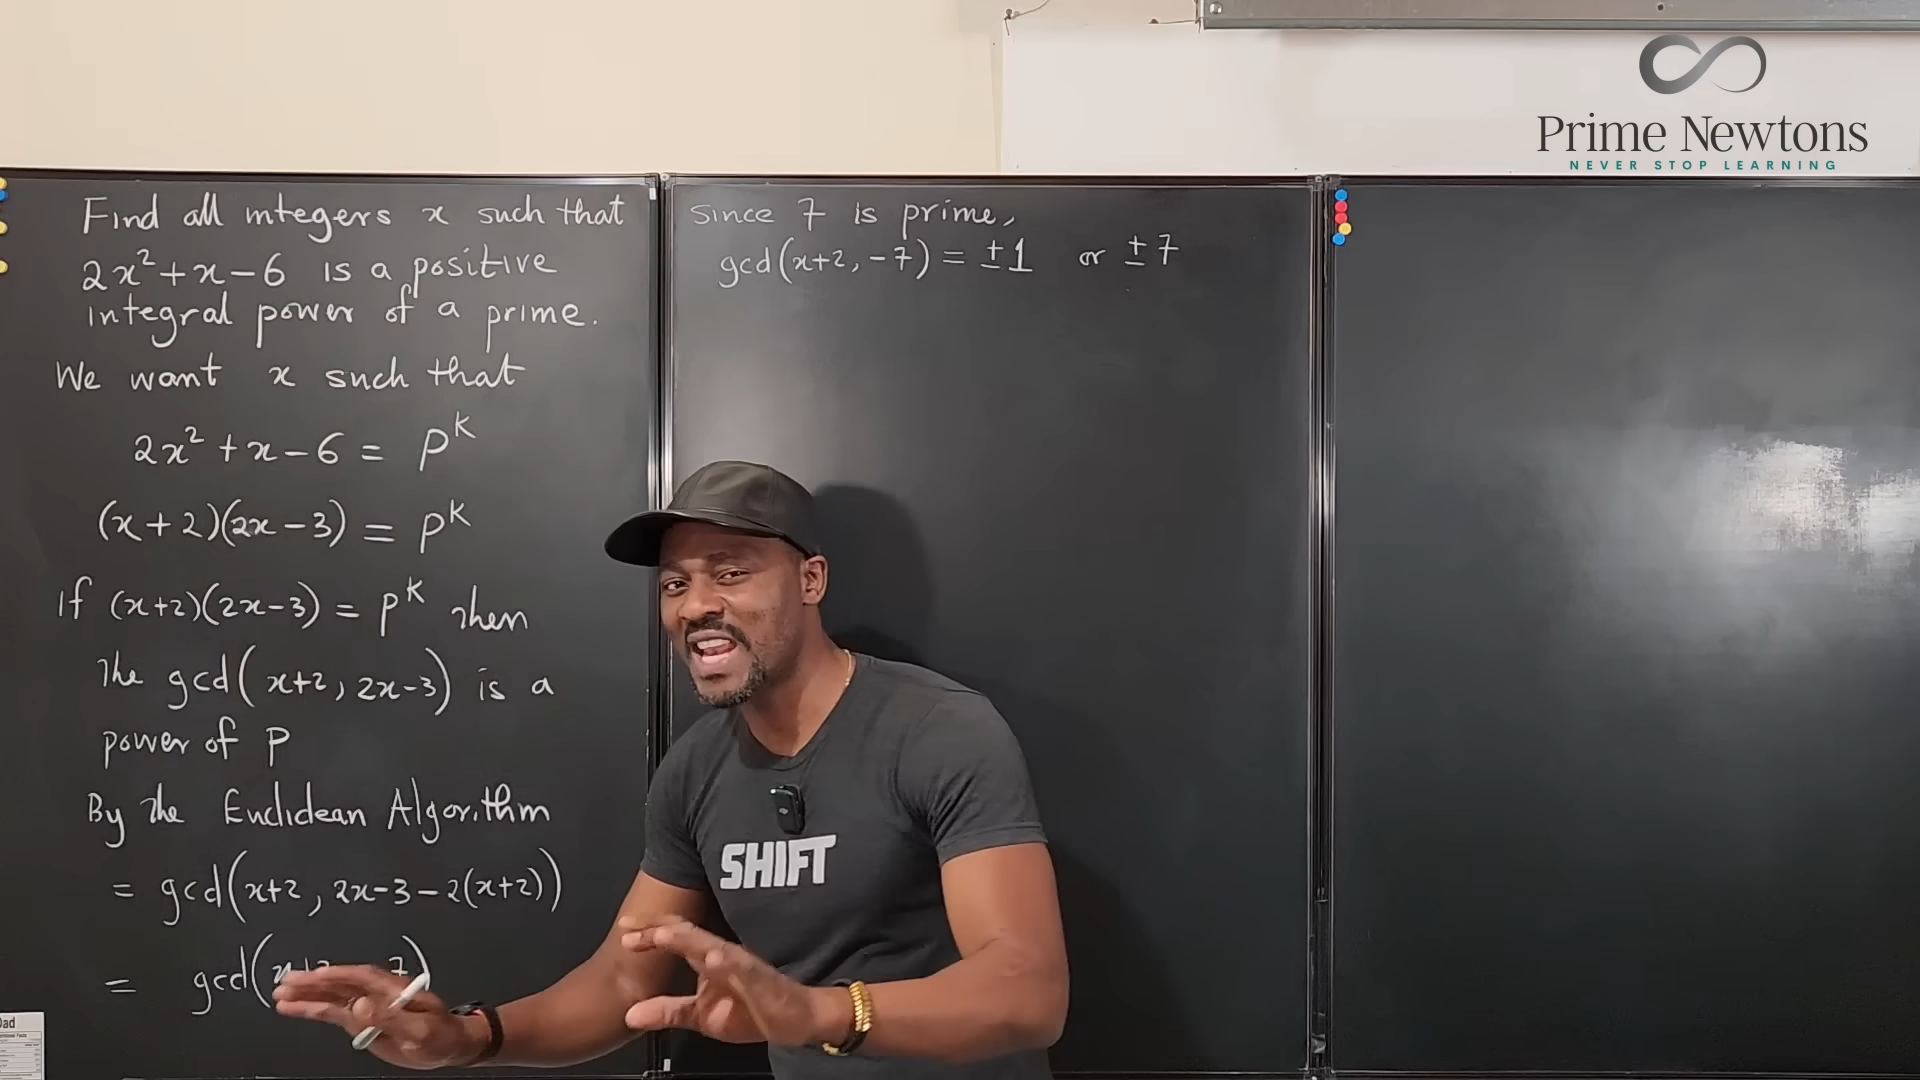 Prime Newtons
NEVER STOP LEARNING
Find all integers x such that
2x² + x - 6 is a positive
integral power of a prime.
We want x such that
2x² + x - 6 = p^k
(x + 2)(2x - 3) = p^k
If (x+2)(2x-3) = p^k then
the gcd(x+2, 2x-3) is a
power of p
By the Euclidean Algorithm
= gcd(x+2, 2x-3-2(x+2))
= gcd( 7)
since 7 is prime,
gcd(x+2, -7) = ±1 or ±7
SHIFT